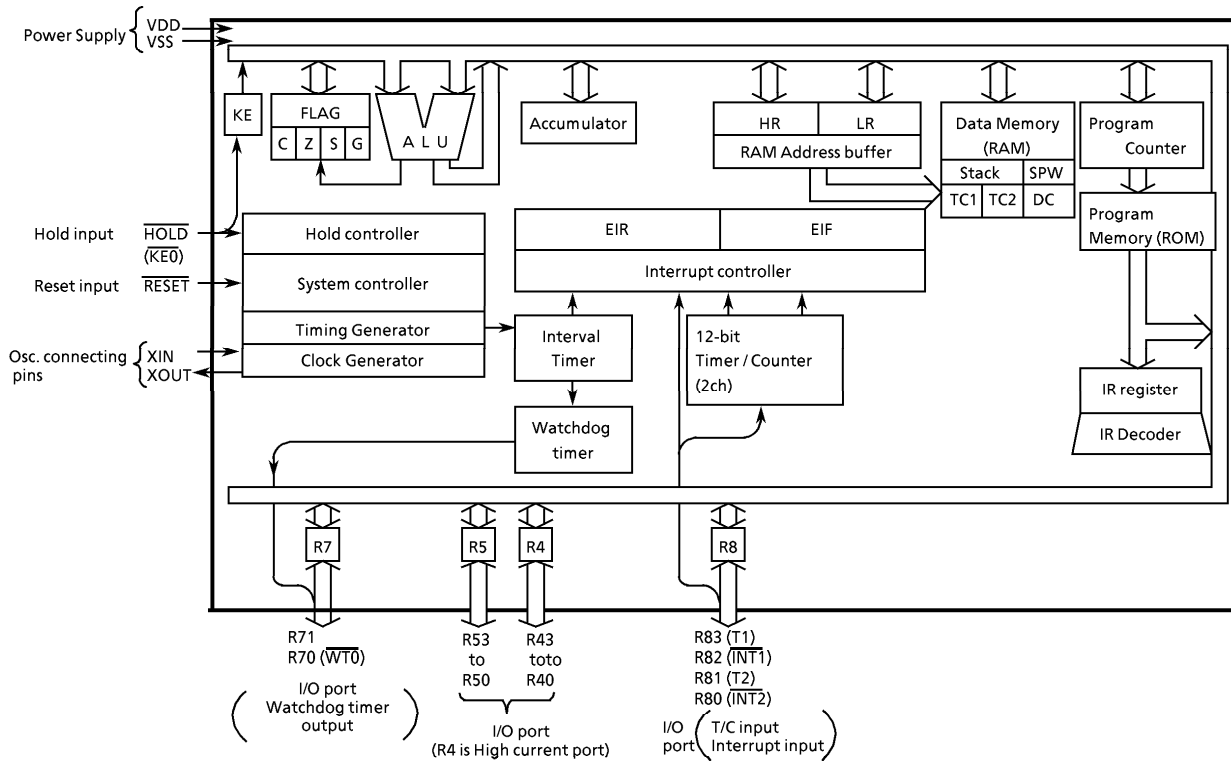 Power Supply
VDD
VSS
KE
FLAG
C Z S G
A L U
Accumulator
HR LR
RAM Address buffer
Data Memory
(RAM)
Stack SPW
TC1 TC2 DC
Program
Counter
Program
Memory (ROM)
Hold input
HOLD
(KE0)
Reset input
RESET
Osc. connecting
pins
XIN
XOUT
Hold controller
System controller
Timing Generator
Clock Generator
EIR EIF
Interrupt controller
Interval
Timer
12-bit
Timer / Counter
(2ch)
Watchdog
timer
IR register
IR Decoder
R7
R5
R4
R8
R71
R70 (WT0)
I/O port
Watchdog timer
output
R53
to
R50
R43
toto
R40
I/O port
(R4 is High current port)
R83 (T1)
R82 (INT1)
R81 (T2)
R80 (INT2)
I/O
port
T/C input
Interrupt input